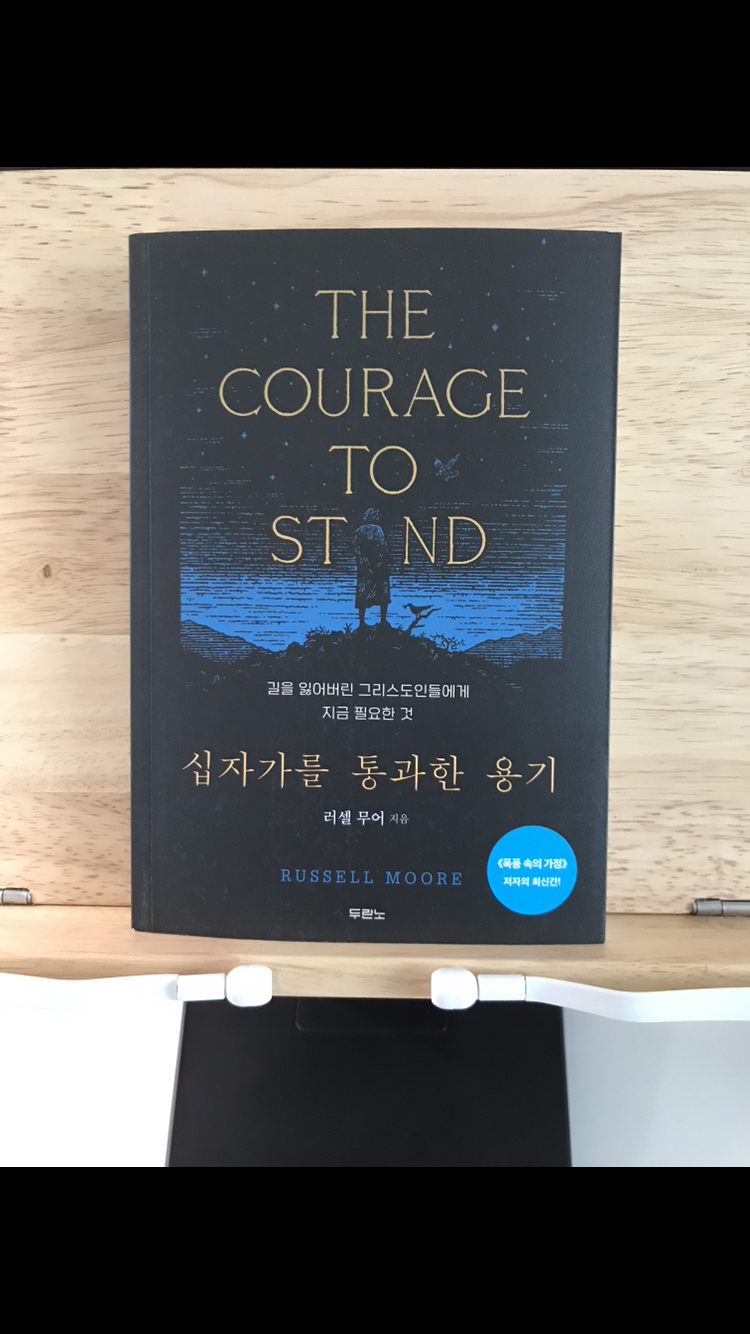 THE
COURAGE
TO
ST ND
길을 잃어버린 그리스도인들에게
지금 필요한 것
십자가를 통과한 용기
러셀 무어 지음
《폭풍 속의 가정》
저자의 최신간!
RUSSELL MOORE
두란노